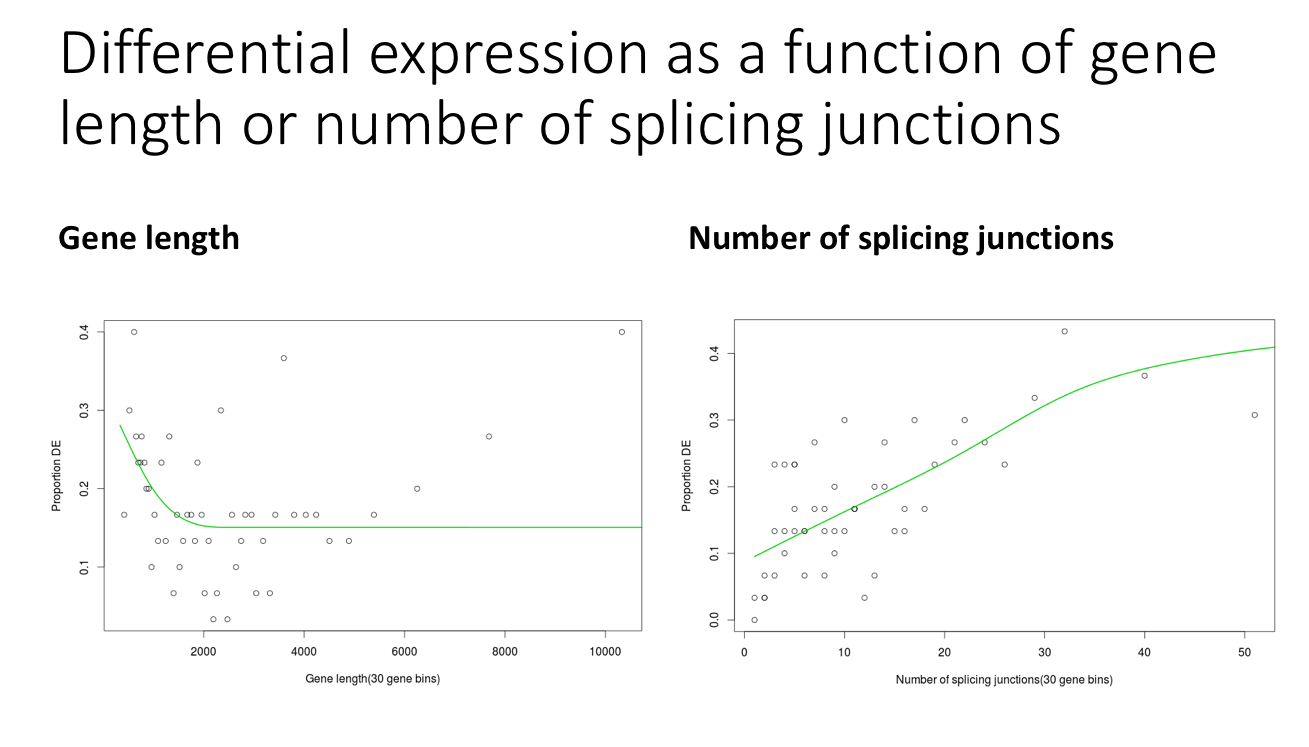 Differential expression as a function of gene
length or number of splicing junctions
Gene length
Number of splicing junctions
Proportion DE
0.4
0.3
0.2
0.1
2000 4000 6000 8000 10000
Gene length(30 gene bins)
Proportion DE
0.4
0.3
0.2
0.1
0.0
0 10 20 30 40 50
Number of splicing junctions(30 gene bins)